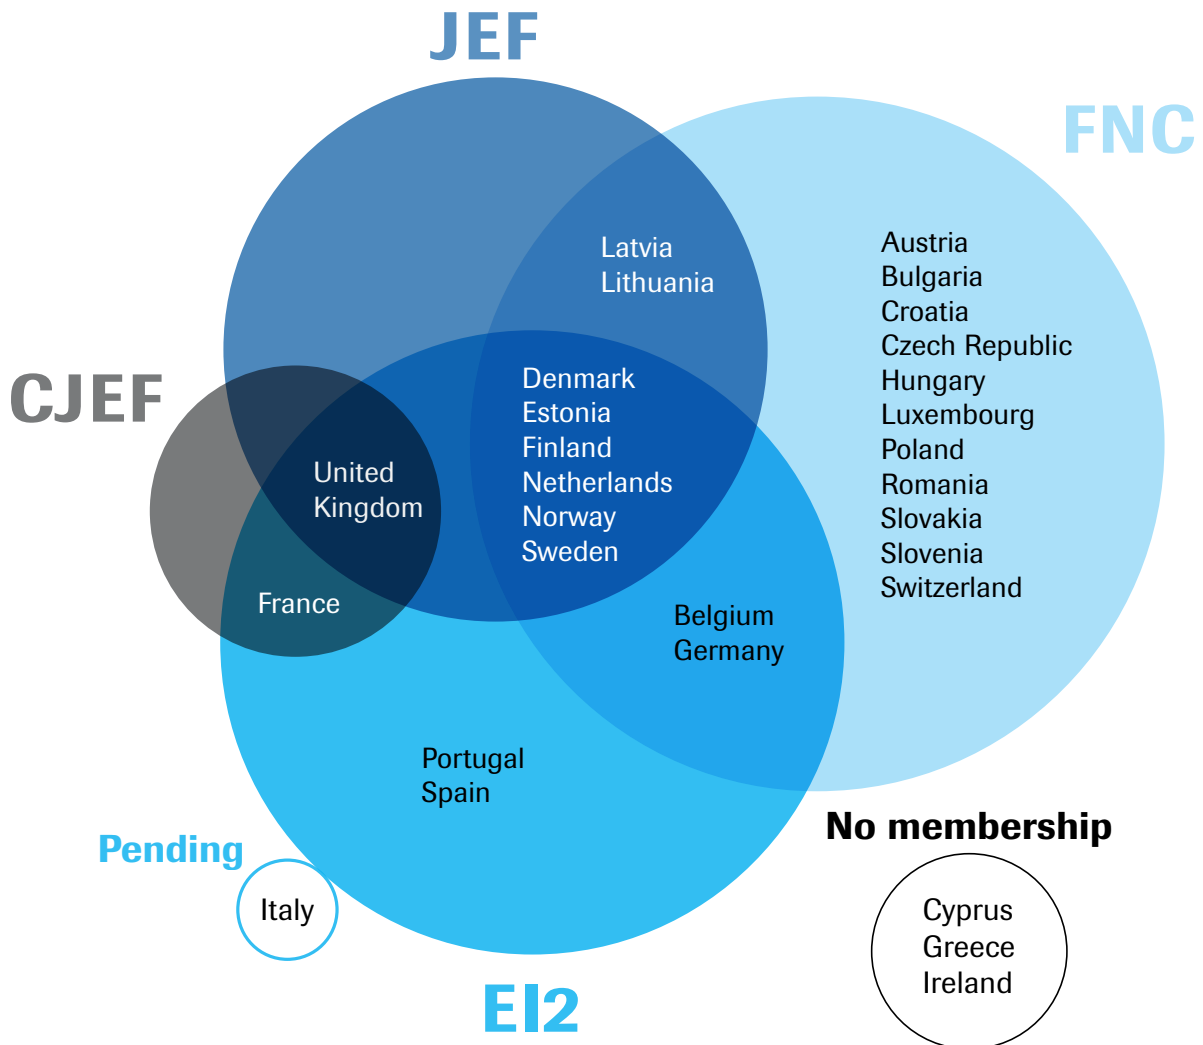 JEF
FNC
CJEF
Latvia
Lithuania
Austria
Bulgaria
Croatia
Czech Republic
Hungary
Luxembourg
Poland
Romania
Slovakia
Slovenia
Switzerland
Denmark
Estonia
Finland
Netherlands
Norway
Sweden
United
Kingdom
France
Belgium
Germany
Portugal
Spain
Pending
Italy
EI2
No membership
Cyprus
Greece
Ireland